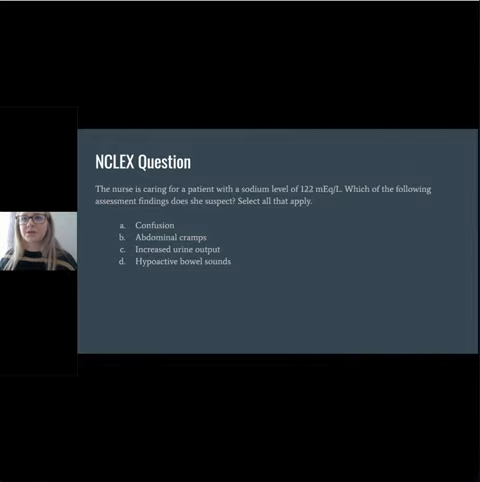 NCLEX Question
The nurse is caring for a patient with a sodium level of 122 mEq/L. Which of the following
assessment findings does she suspect? Select all that apply.
a. Confusion
b. Abdominal cramps
c. Increased urine output
d. Hypoactive bowel sounds